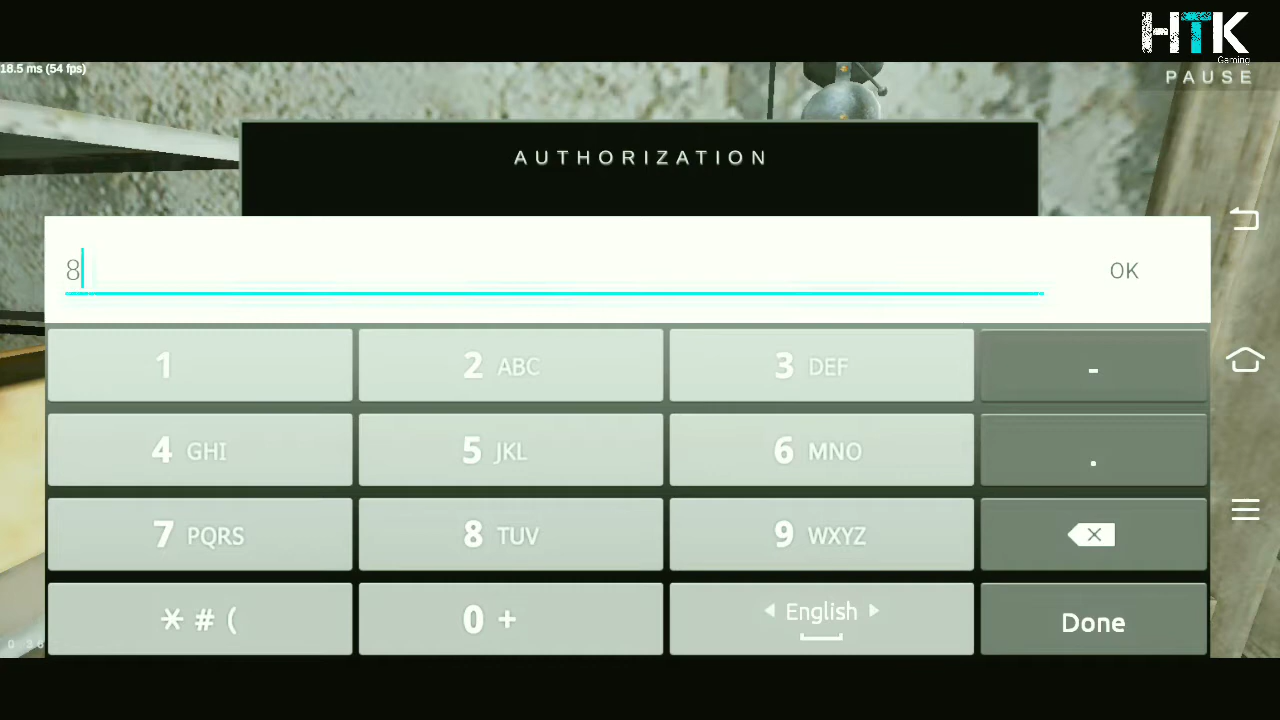 HTK
Gaming
18.5 ms (54 fps)
PAUSE
AUTHORIZATION
8
OK
1
2 ABC
3 DEF
-
4 GHI
5 JKL
6 MNO
.
7 PQRS
8 TUV
9 WXYZ
* # (
0 +
English
Done